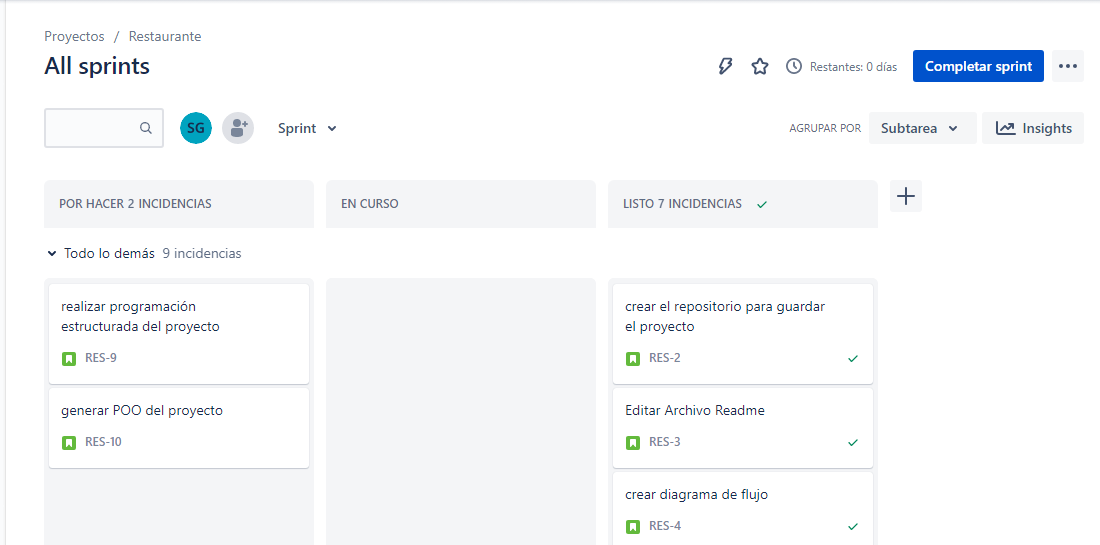 Proyectos / Restaurante
All sprints
Restantes: 0 días
Completar sprint
SG
Sprint
AGRUPAR POR
Subtarea
Insights
POR HACER 2 INCIDENCIAS
EN CURSO
LISTO 7 INCIDENCIAS
Todo lo demás 9 incidencias
realizar programación
estructurada del proyecto
RES-9
generar POO del proyecto
RES-10
crear el repositorio para guardar
el proyecto
RES-2
Editar Archivo Readme
RES-3
crear diagrama de flujo
RES-4